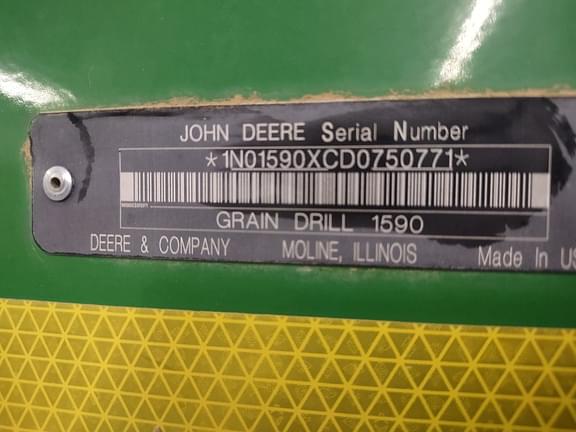 JOHN DEERE Serial Number
*1N01590XCD0750771*
GRAIN DRILL 1590
DEERE & COMPANY MOLINE, ILLINOIS Made In US